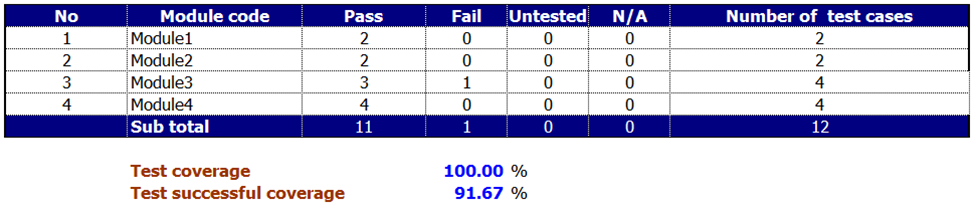 No Module code Pass Fail Untested N/A Number of test cases
1 Module1 2 0 0 0 2
2 Module2 2 0 0 0 2
3 Module3 3 1 0 0 4
4 Module4 4 0 0 0 4
Sub total 11 1 0 0 12
Test coverage 100.00 %
Test successful coverage 91.67 %